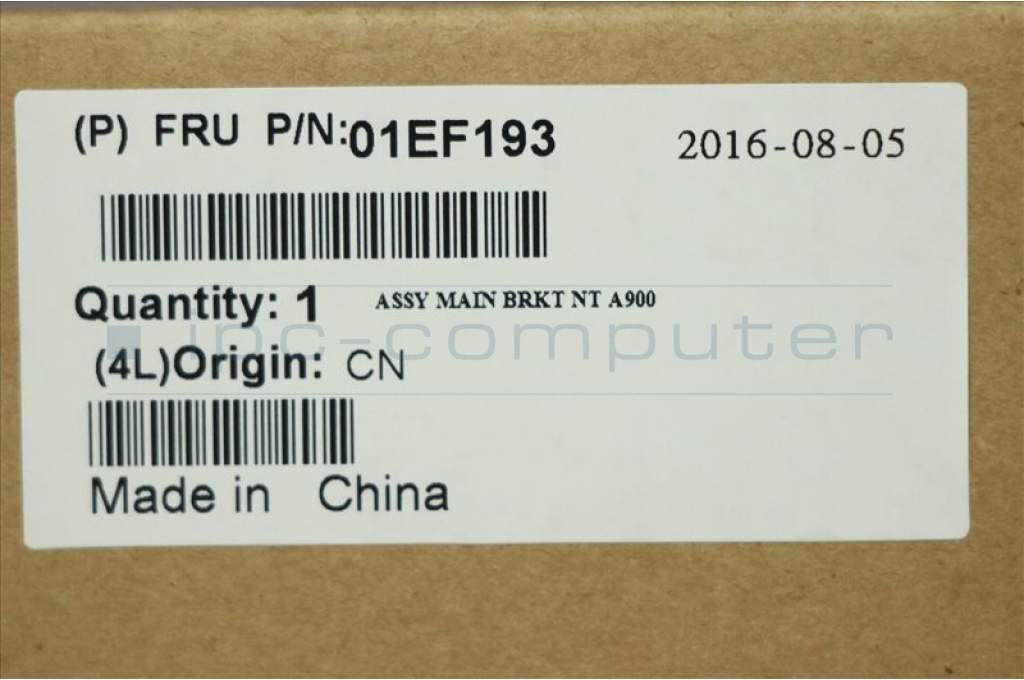 (P) FRU P/N:01EF193 2016-08-05
Quantity: 1 ASSY MAIN BRKT NT A900
ipc-computer
(4L)Origin: CN
Made in China